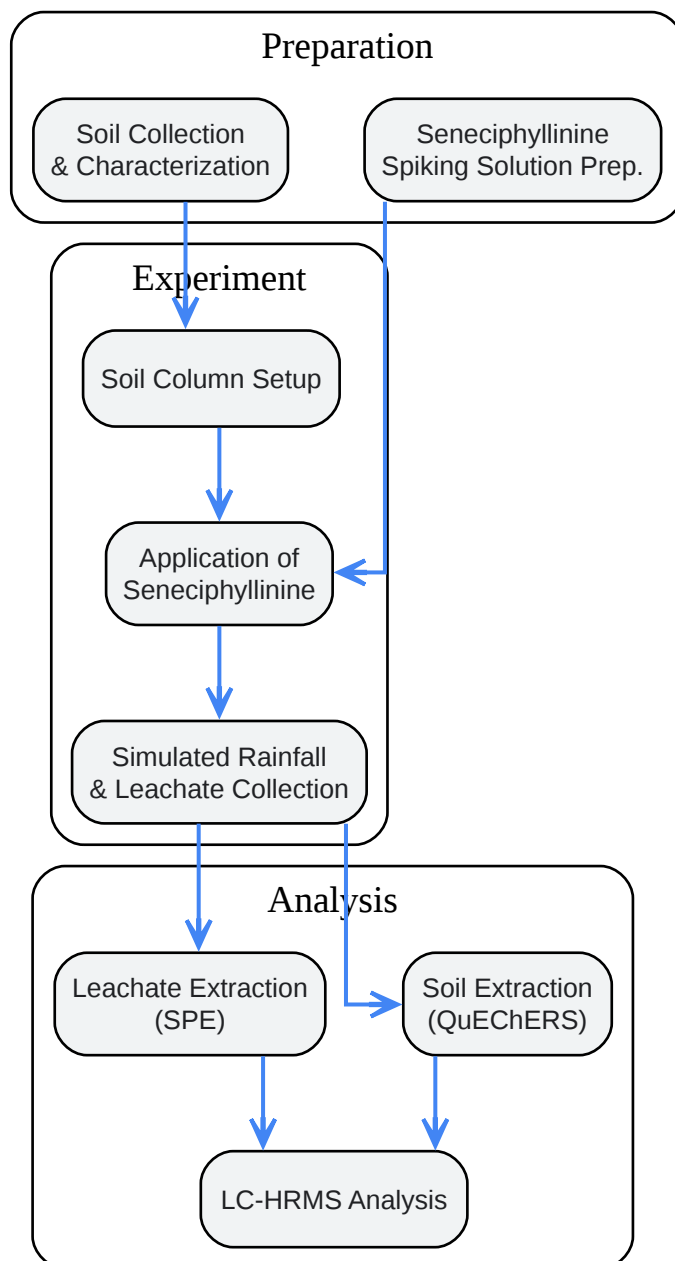 Preparation
Soil Collection
& Characterization
Seneciphyllinine
Spiking Solution Prep.
Experiment
Soil Column Setup
Application of
Seneciphyllinine
Simulated Rainfall
& Leachate Collection
Analysis
Leachate Extraction
(SPE)
Soil Extraction
(QuEChERS)
LC-HRMS Analysis